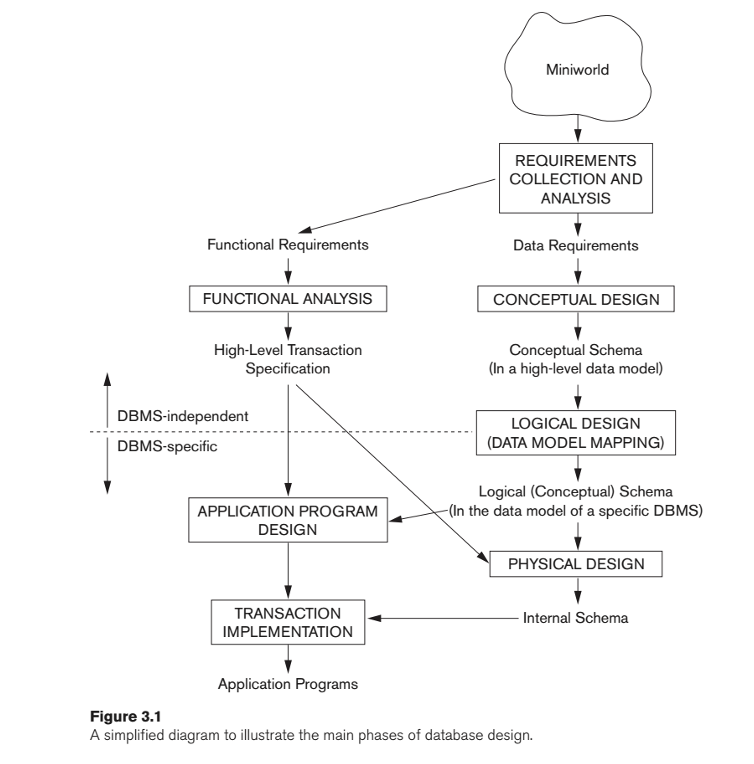 Miniworld
REQUIREMENTS
COLLECTION AND
ANALYSIS
Functional Requirements
Data Requirements
FUNCTIONAL ANALYSIS
CONCEPTUAL DESIGN
High-Level Transaction
Specification
Conceptual Schema
(In a high-level data model)
DBMS-independent
DBMS-specific
LOGICAL DESIGN
(DATA MODEL MAPPING)
Logical (Conceptual) Schema
(In the data model of a specific DBMS)
APPLICATION PROGRAM
DESIGN
PHYSICAL DESIGN
TRANSACTION
IMPLEMENTATION
Internal Schema
Application Programs
Figure 3.1
A simplified diagram to illustrate the main phases of database design.